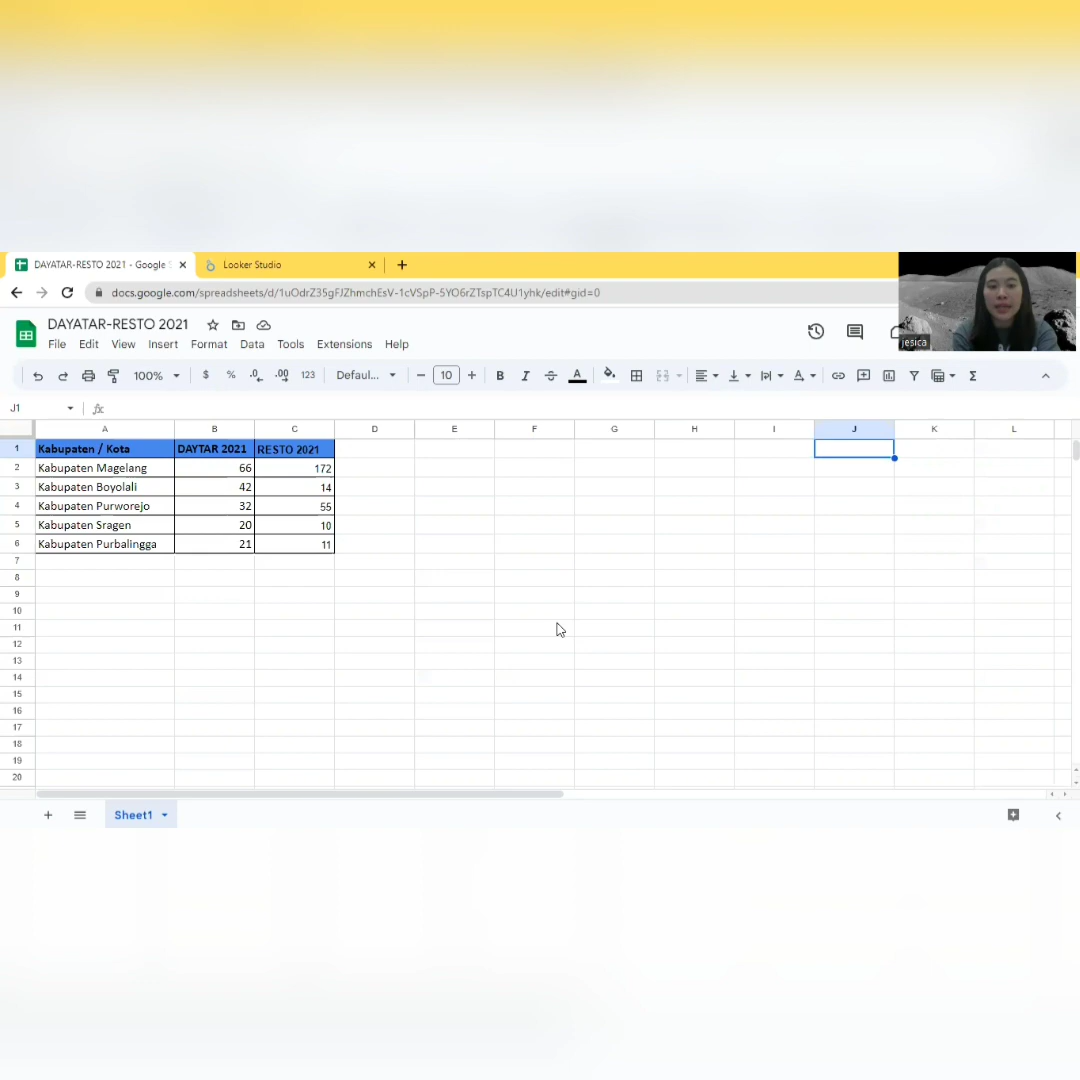 DAYATAR-RESTO 2021 - Google S
Looker Studio
docs.google.com/spreadsheets/d/1uOdrZ35gFJZhmchEsV-1cVSpP-5YO6rZTspTC4U1yhk/edit#gid=0
DAYATAR-RESTO 2021
File Edit View Insert Format Data Tools Extensions Help
jesica
100% $ % .0 .00 123 Defaul... − 10 + B I S A Σ
J1 fx
A B C D E F G H I J K L
1 Kabupaten / Kota DAYTAR 2021 RESTO 2021
2 Kabupaten Magelang 66 172
3 Kabupaten Boyolali 42 14
4 Kabupaten Purworejo 32 55
5 Kabupaten Sragen 20 10
6 Kabupaten Purbalingga 21 11
7
8
9
10
11
12
13
14
15
16
17
18
19
20
Sheet1